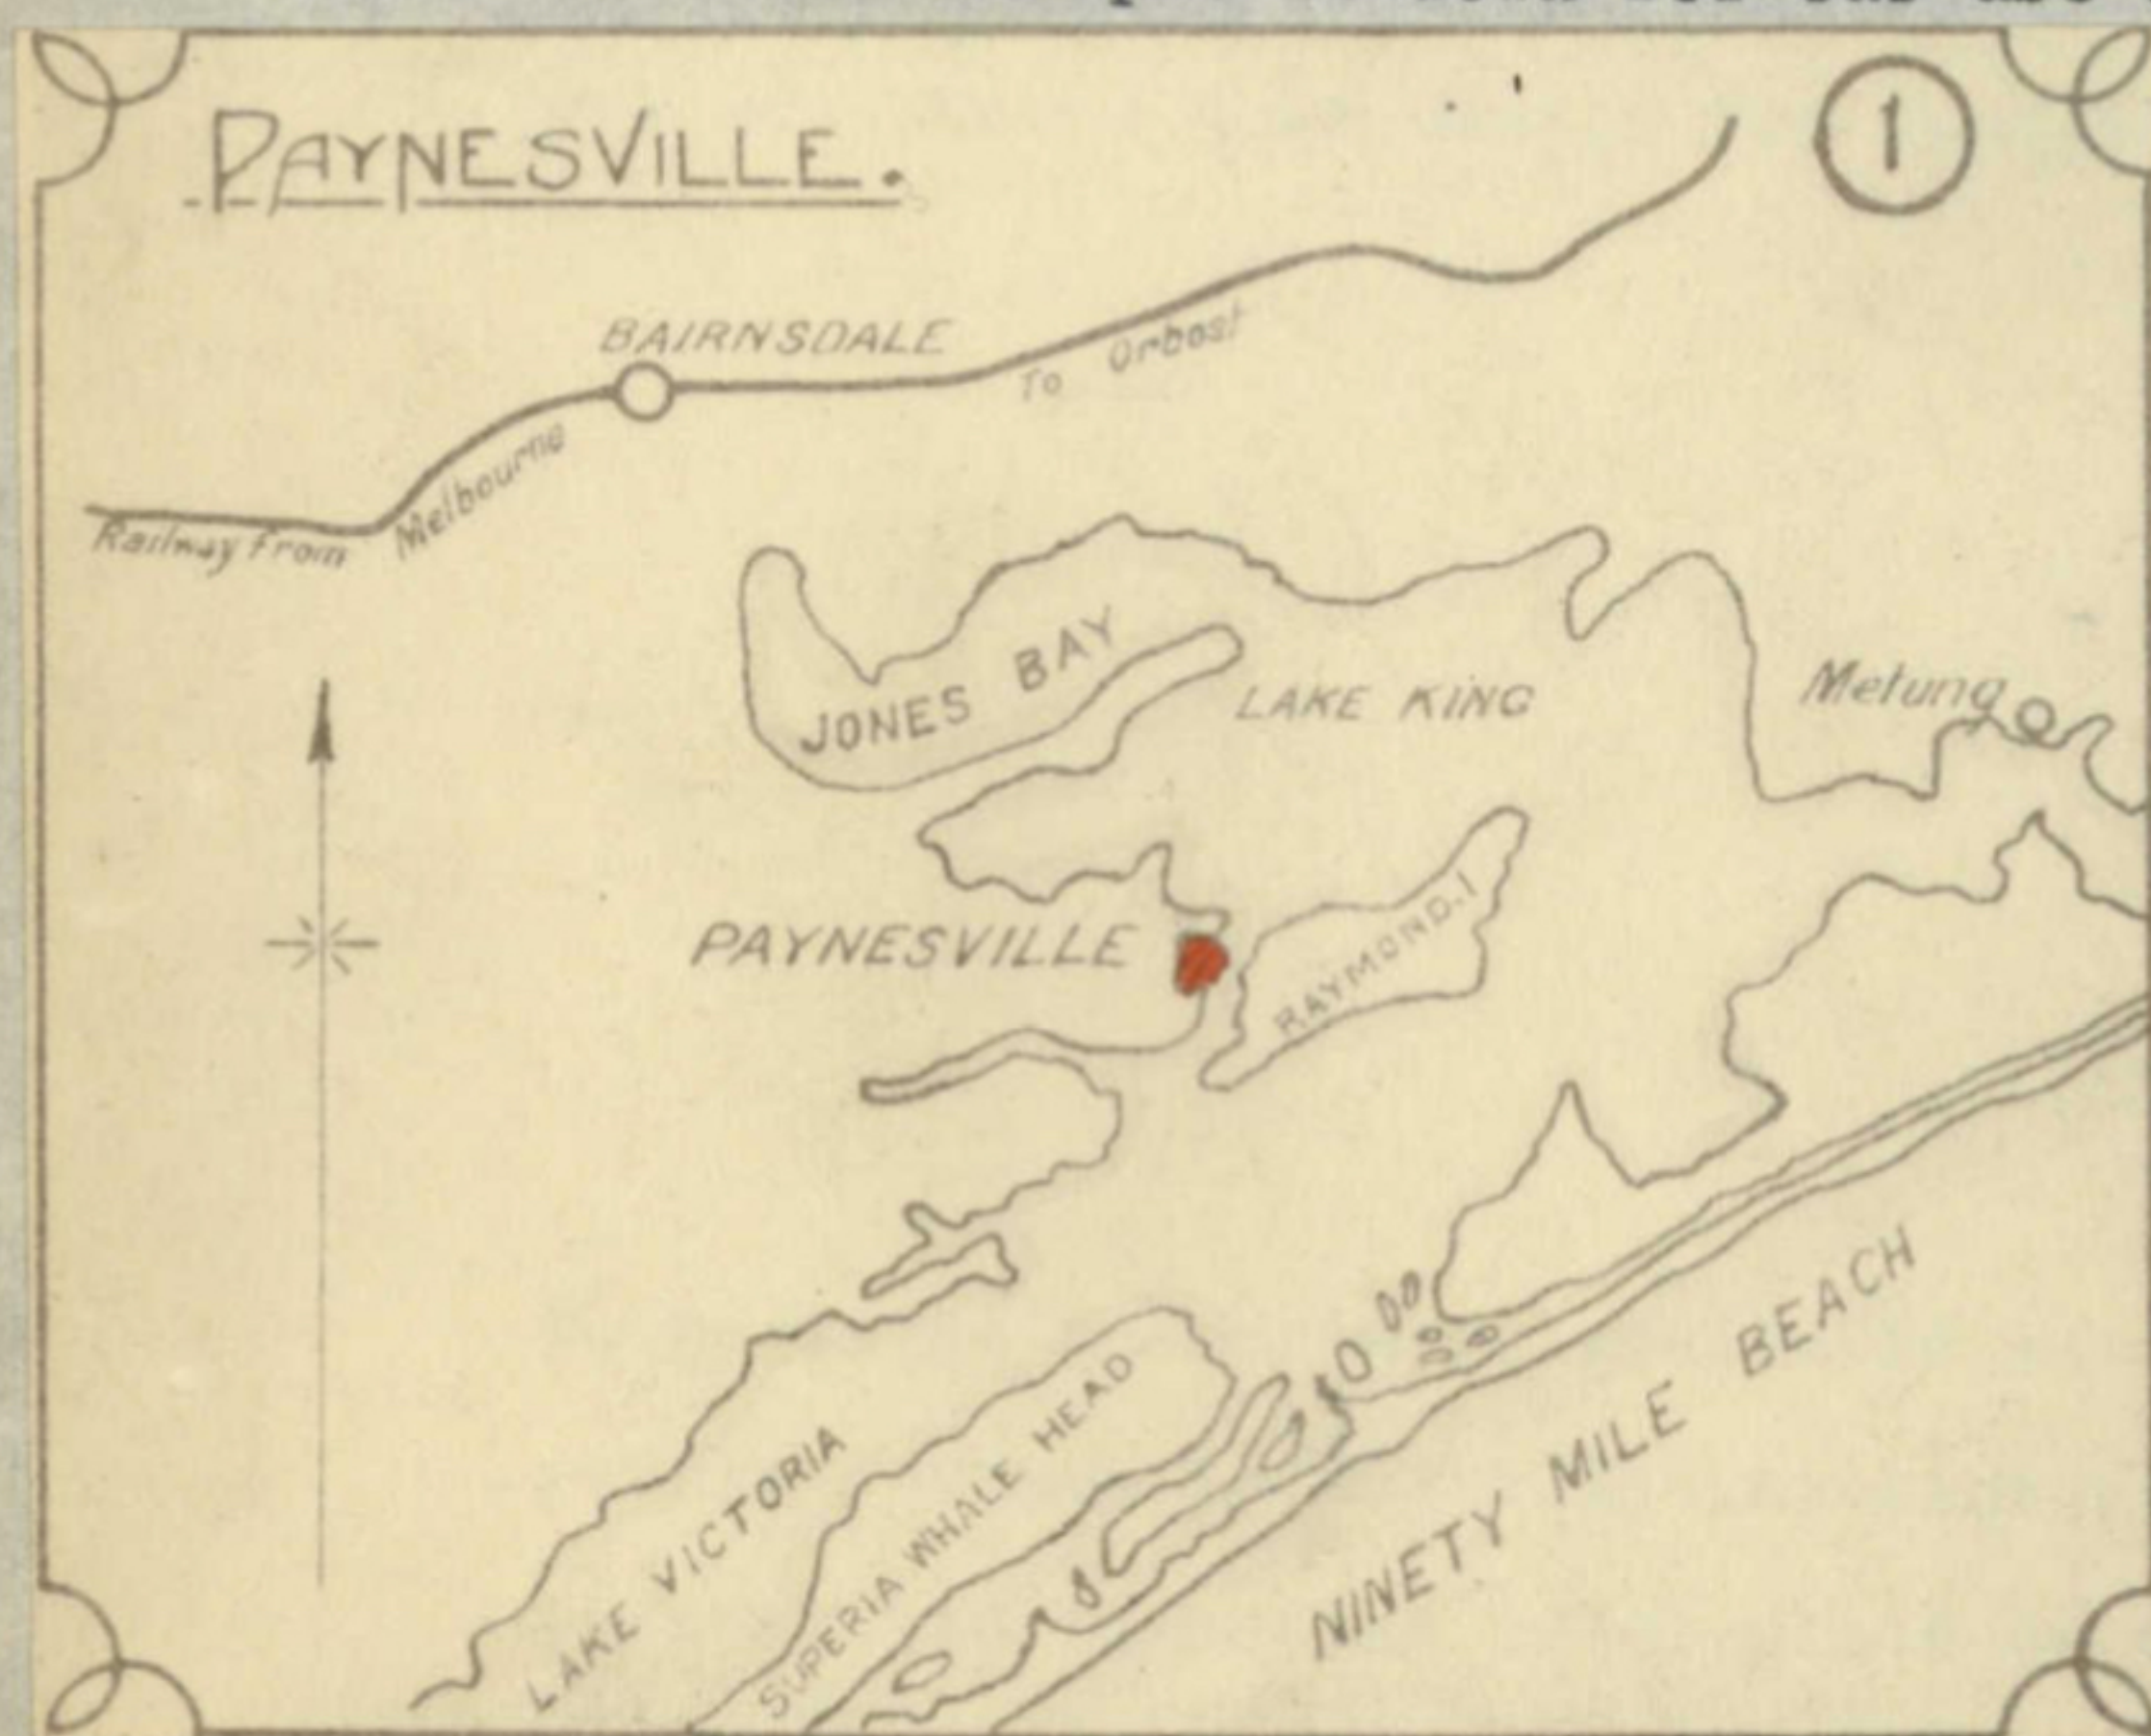 PAYNESVILLE.
1
BAIRNSDALE
To Orbost
Railway from Melbourne
JONES BAY
LAKE KING
Metung
PAYNESVILLE
RAYMOND. I
LAKE VICTORIA
SUPERIA WHALE HEAD
NINETY MILE BEACH